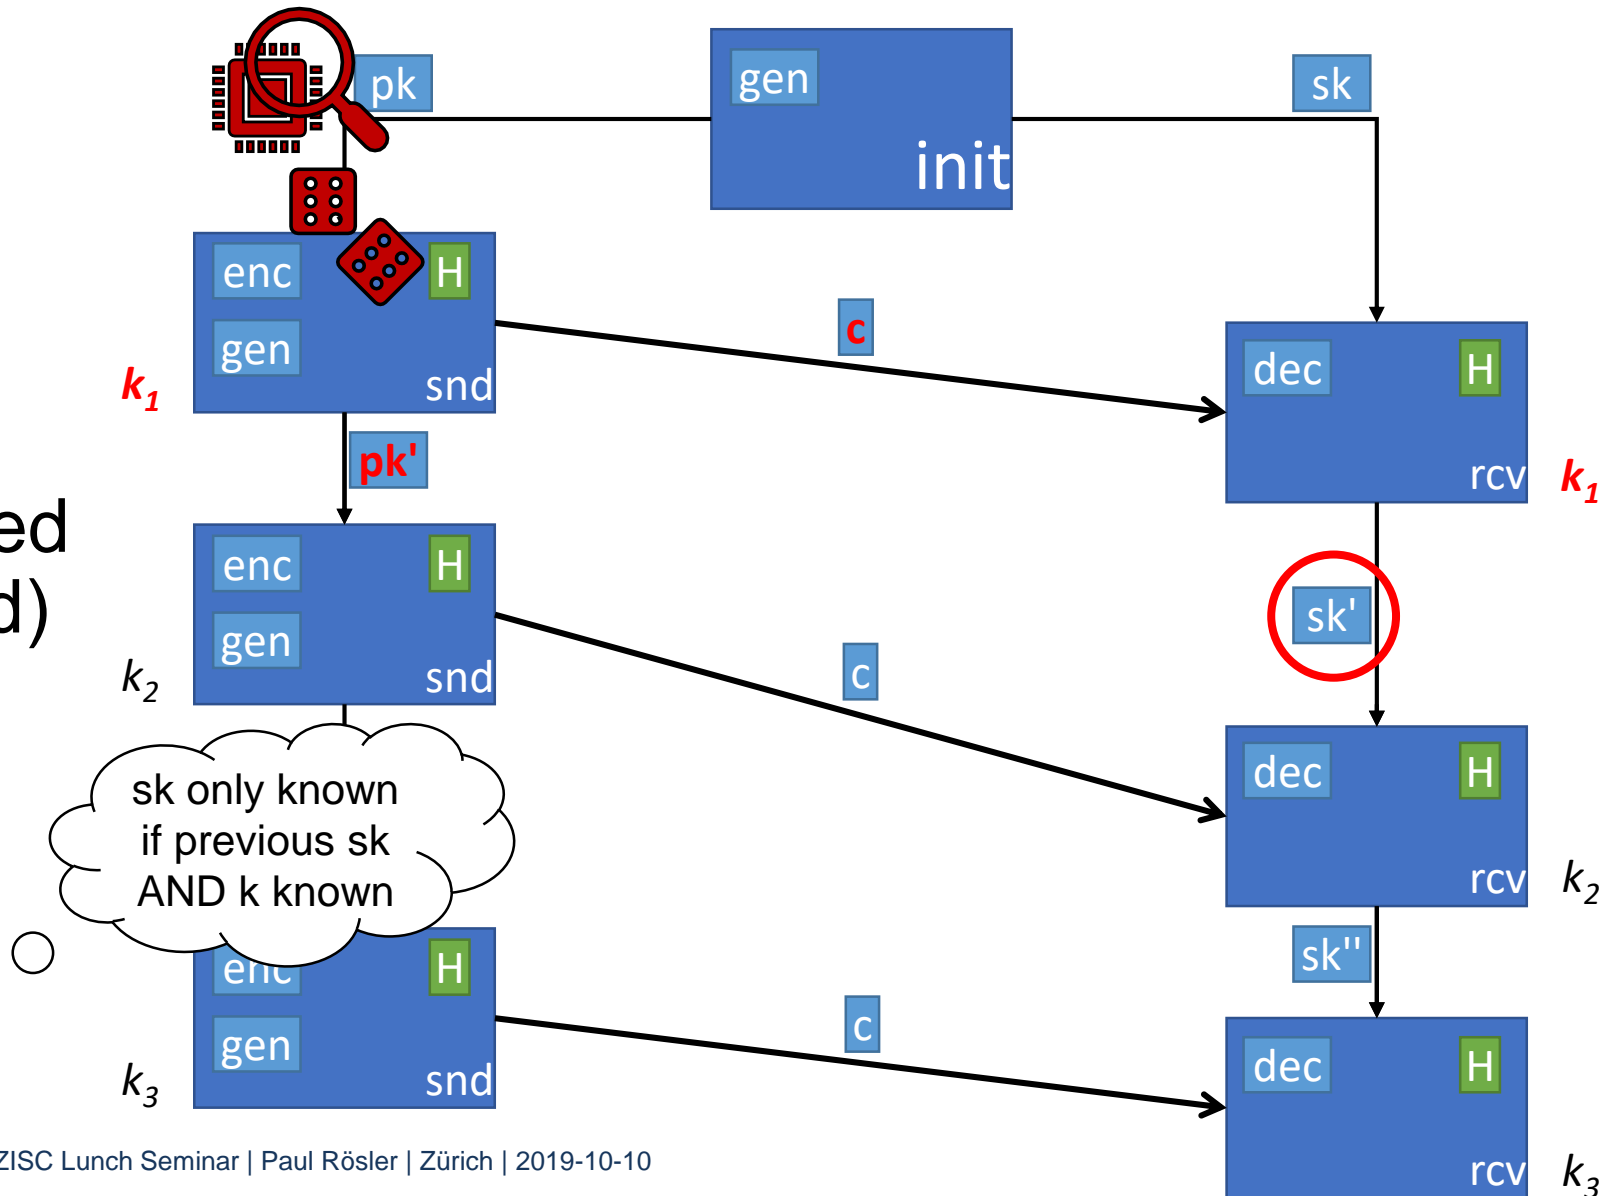 pk
gen
init
sk
enc
H
gen
snd
k1
c
dec
H
rcv
k1
pk'
ed
d)
enc
H
gen
snd
k2
c
sk'
dec
H
rcv
k2
sk only known
if previous sk
AND k known
sk''
enc
H
gen
snd
k3
c
dec
H
rcv
k3
ZISC Lunch Seminar | Paul Rösler | Zürich | 2019-10-10